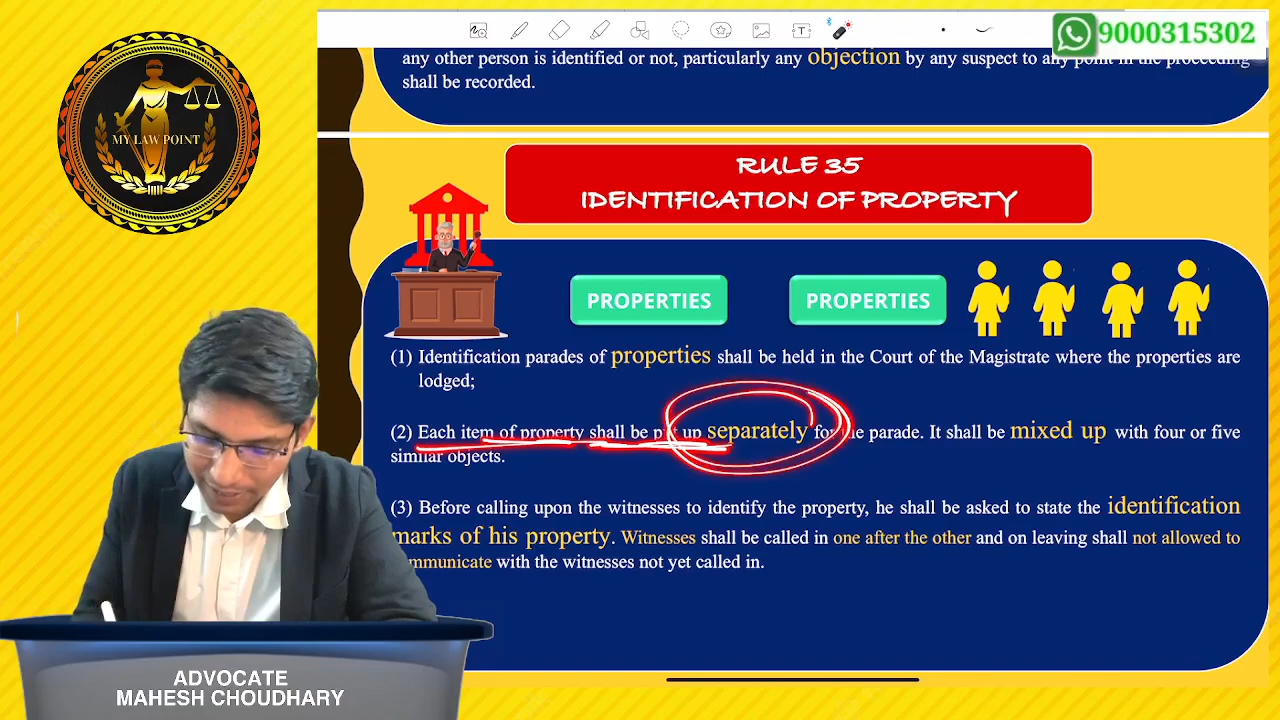 9000315302
MY LAW POINT
any other person is identified or not, particularly any objection by any suspect to any point in the proceeding
shall be recorded.
RULE 35
IDENTIFICATION OF PROPERTY
PROPERTIES
PROPERTIES
(1) Identification parades of properties shall be held in the Court of the Magistrate where the properties are
lodged;
(2) Each item of property shall be put up separately for the parade. It shall be mixed up with four or five
similar objects.
(3) Before calling upon the witnesses to identify the property, he shall be asked to state the identification
marks of his property. Witnesses shall be called in one after the other and on leaving shall not allowed to
mmunicate with the witnesses not yet called in.
ADVOCATE
MAHESH CHOUDHARY